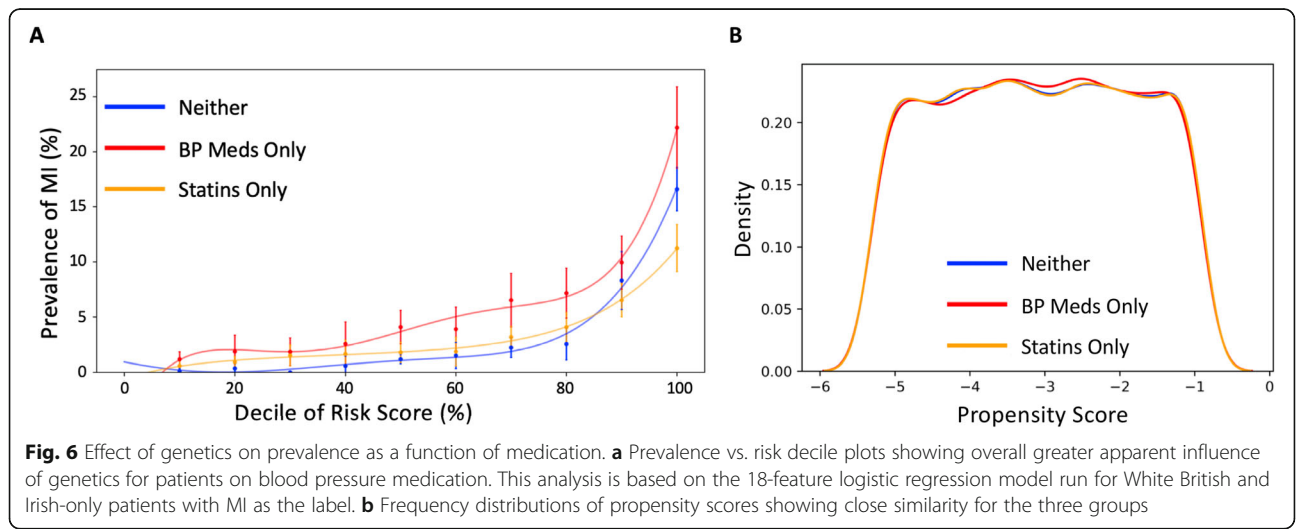 A
Prevalence of MI (%)
25
20
15
10
5
0
Neither
BP Meds Only
Statins Only
0 20 40 60 80 100
Decile of Risk Score (%)
B
Density
0.20
0.15
0.10
0.05
0.00
Neither
BP Meds Only
Statins Only
−6 −5 −4 −3 −2 −1 0
Propensity Score
Fig. 6 Effect of genetics on prevalence as a function of medication. a Prevalence vs. risk decile plots showing overall greater apparent influence
of genetics for patients on blood pressure medication. This analysis is based on the 18-feature logistic regression model run for White British and
Irish-only patients with MI as the label. b Frequency distributions of propensity scores showing close similarity for the three groups